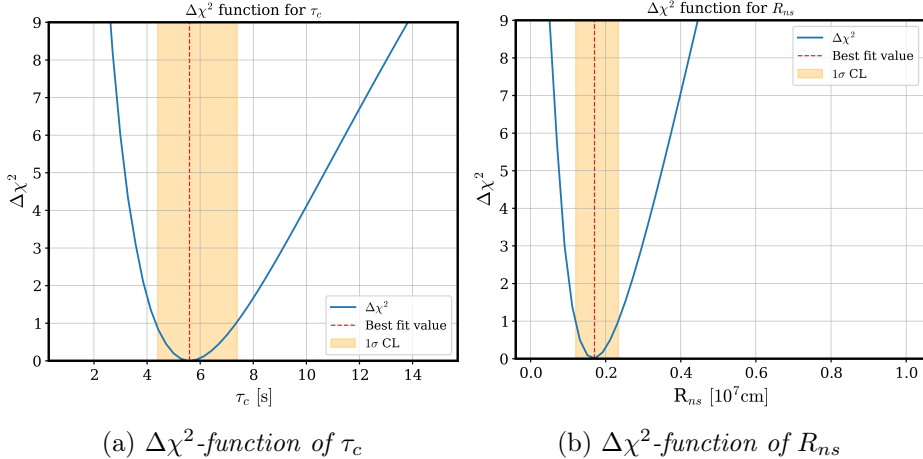 Δχ² function for τ_c
9
8
7
6
5
4
3
2
1
0
Δχ²
2 4 6 8 10 12 14
τ_c [s]
Δχ²
Best fit value
1σ CL
(a) Δχ²-function of τ_c
Δχ² function for R_ns
9
8
7
6
5
4
3
2
1
0
Δχ²
0.0 0.2 0.4 0.6 0.8 1.0
R_ns [10⁷cm]
Δχ²
Best fit value
1σ CL
(b) Δχ²-function of R_ns